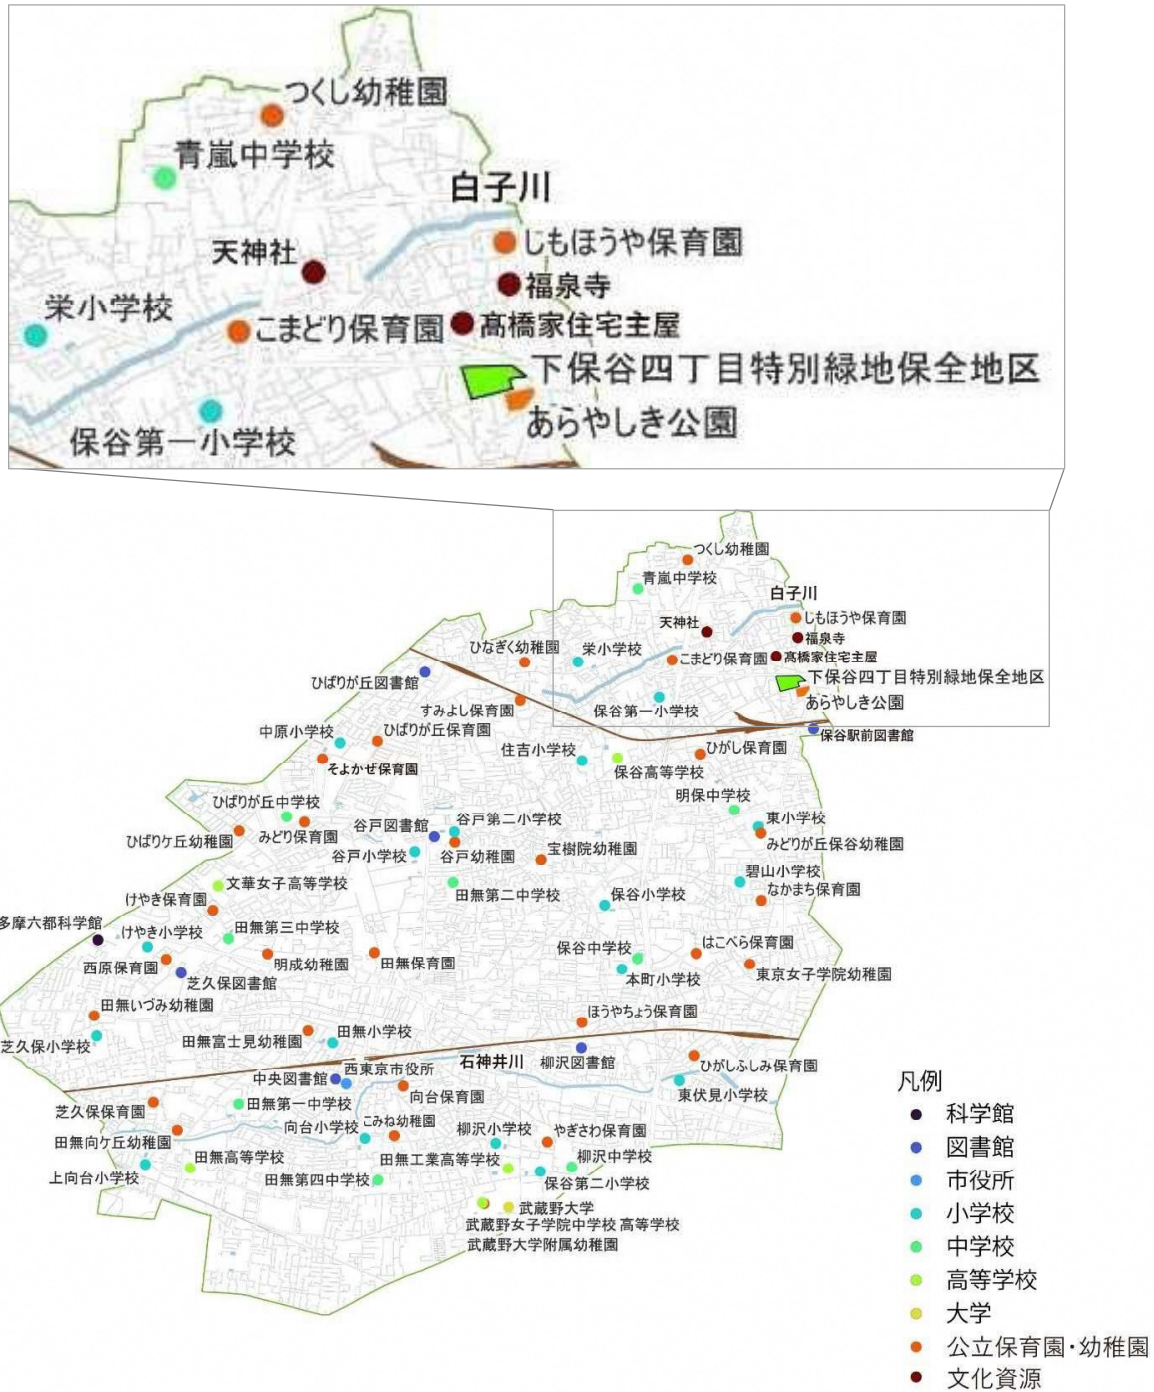 つくし幼稚園
青嵐中学校
白子川
じもほうや保育園
天神社
福泉寺
栄小学校
こまどり保育園
髙橋家住宅主屋
下保谷四丁目特別緑地保全地区
あらやしき公園
保谷第一小学校
つくし幼稚園
青嵐中学校
白子川
じもほうや保育園
天神社
福泉寺
ひなぎく幼稚園
栄小学校
こまどり保育園
髙橋家住宅主屋
下保谷四丁目特別緑地保全地区
あらやしき公園
ひばりが丘図書館
すみよし保育園
保谷第一小学校
中原小学校
ひばりが丘保育園
保谷駅前図書館
住吉小学校
ひがし保育園
そよかぜ保育園
保谷高等学校
明保中学校
ひばりが丘中学校
谷戸第二小学校
東小学校
ひばりケ丘幼稚園
みどり保育園
谷戸図書館
みどりが丘保谷幼稚園
谷戸小学校
谷戸幼稚園
宝樹院幼稚園
碧山小学校
文華女子高等学校
田無第二中学校
保谷小学校
なかまち保育園
けやき保育園
多摩六都科学館
けやき小学校
田無第三中学校
はこべら保育園
保谷中学校
西原保育園
明成幼稚園
田無保育園
東京女子学院幼稚園
本町小学校
芝久保図書館
田無いづみ幼稚園
ほうやちょう保育園
芝久保小学校
田無富士見幼稚園
田無小学校
石神井川
柳沢図書館
ひがしふしみ保育園
中央図書館
西東京市役所
向台保育園
東伏見小学校
芝久保保育園
田無第一中学校
田無向ケ丘幼稚園
向台小学校
こみね幼稚園
柳沢小学校
やぎさわ保育園
上向台小学校
田無高等学校
田無工業高等学校
柳沢中学校
田無第四中学校
保谷第二小学校
武蔵野大学
武蔵野女子学院中学校 高等学校
武蔵野大学附属幼稚園
凡例
科学館
図書館
市役所
小学校
中学校
高等学校
大学
公立保育園・幼稚園
文化資源